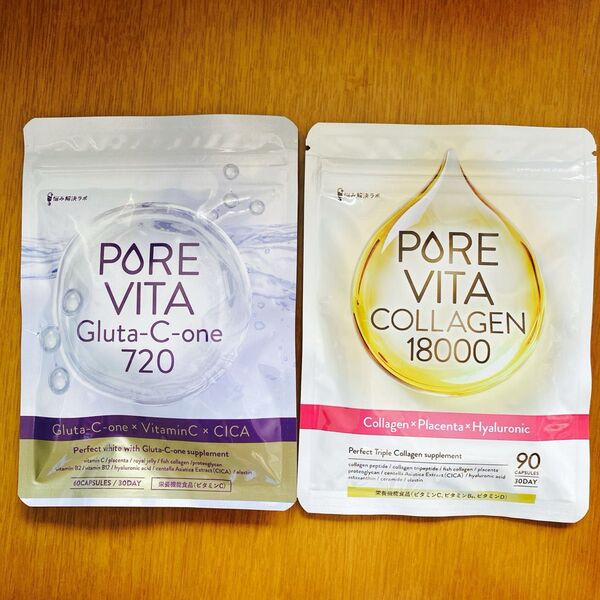 悩み解決ラボ
PORE
VITA
Gluta-C-one
720
Gluta-C-one × VitaminC × CICA
Perfect white with Gluta-C-one supplement
vitamin C / placenta / royal jelly / fish collagen / proteoglycan
vitamin B2 / vitamin B12 / hyaluronic acid / centella Asiatica Extract (CICA) / elastin
60CAPSULES / 30DAY
栄養機能食品(ビタミンC)
悩み解決ラボ
PORE
VITA
COLLAGEN
18000
Collagen×Placenta×Hyaluronic
Perfect Triple Collagen supplement
collagen peptide / collagen tripeptide / fish collagen / placenta
proteoglycan / centella Asiatica Extract (CICA) / hyaluronic acid
astaxanthin / ceramide / elastin
90
CAPSULES
30DAY
栄養機能食品(ビタミンC、ビタミンB₆、ビタミンD)